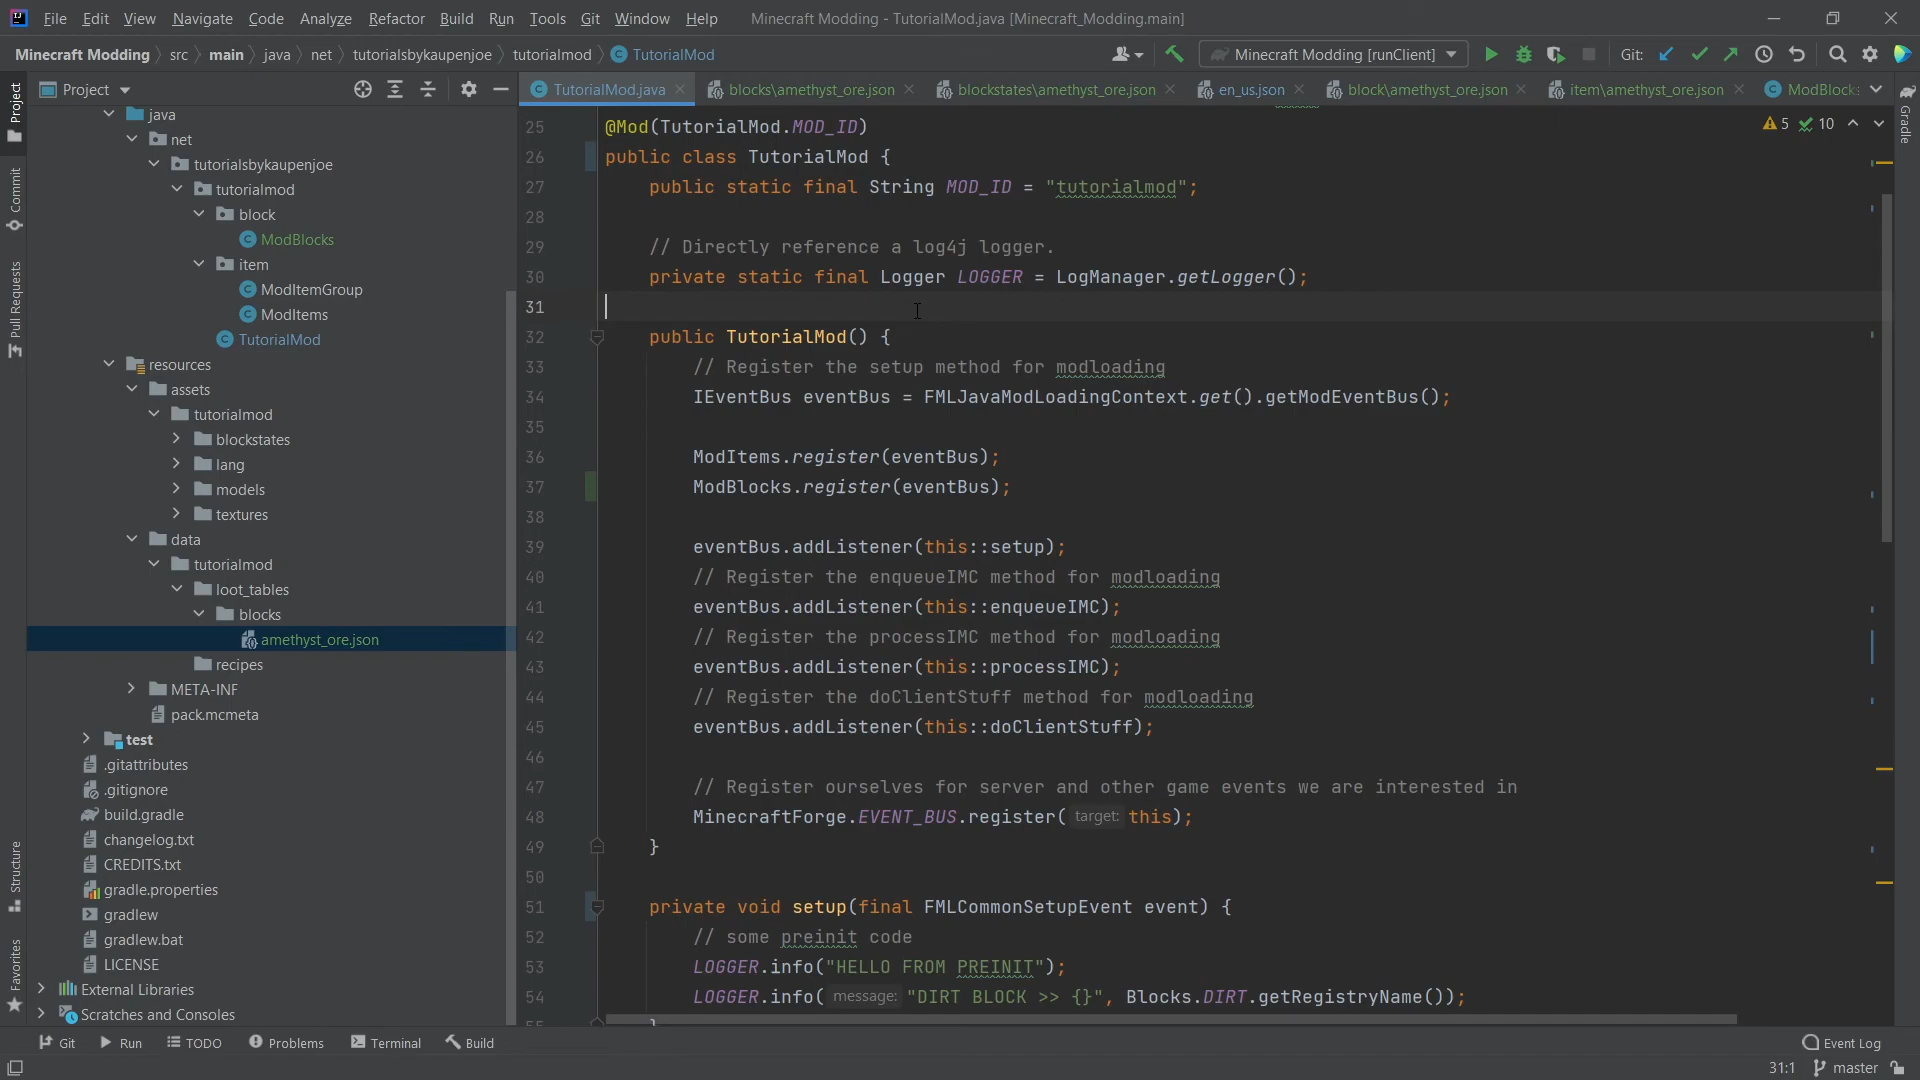 File Edit View Navigate Code Analyze Refactor Build Run Tools Git Window Help Minecraft Modding - TutorialMod.java [Minecraft_Modding.main]
Minecraft Modding src main java net tutorialsbykaupenjoe tutorialmod TutorialMod Minecraft Modding [runClient] Git:
Project
TutorialMod.java blocks\amethyst_ore.json blockstates\amethyst_ore.json en_us.json block\amethyst_ore.json item\amethyst_ore.json ModBlock
5 10
Project
Commit
Pull Requests
Structure
Favorites
Gradle
java
net
tutorialsbykaupenjoe
tutorialmod
block
ModBlocks
item
ModItemGroup
ModItems
TutorialMod
resources
assets
tutorialmod
blockstates
lang
models
textures
data
tutorialmod
loot_tables
blocks
amethyst_ore.json
recipes
META-INF
pack.mcmeta
test
.gitattributes
.gitignore
build.gradle
changelog.txt
CREDITS.txt
gradle.properties
gradlew
gradlew.bat
LICENSE
External Libraries
Scratches and Consoles
25 @Mod(TutorialMod.MOD_ID)
26 public class TutorialMod {
27 public static final String MOD_ID = "tutorialmod";
28
29 // Directly reference a log4j logger.
30 private static final Logger LOGGER = LogManager.getLogger();
31
32 public TutorialMod() {
33 // Register the setup method for modloading
34 IEventBus eventBus = FMLJavaModLoadingContext.get().getModEventBus();
35
36 ModItems.register(eventBus);
37 ModBlocks.register(eventBus);
38
39 eventBus.addListener(this::setup);
40 // Register the enqueueIMC method for modloading
41 eventBus.addListener(this::enqueueIMC);
42 // Register the processIMC method for modloading
43 eventBus.addListener(this::processIMC);
44 // Register the doClientStuff method for modloading
45 eventBus.addListener(this::doClientStuff);
46
47 // Register ourselves for server and other game events we are interested in
48 MinecraftForge.EVENT_BUS.register( target: this);
49 }
50
51 private void setup(final FMLCommonSetupEvent event) {
52 // some preinit code
53 LOGGER.info("HELLO FROM PREINIT");
54 LOGGER.info( message: "DIRT BLOCK >> {}", Blocks.DIRT.getRegistryName());
Git Run TODO Problems Terminal Build Event Log
31:1 master